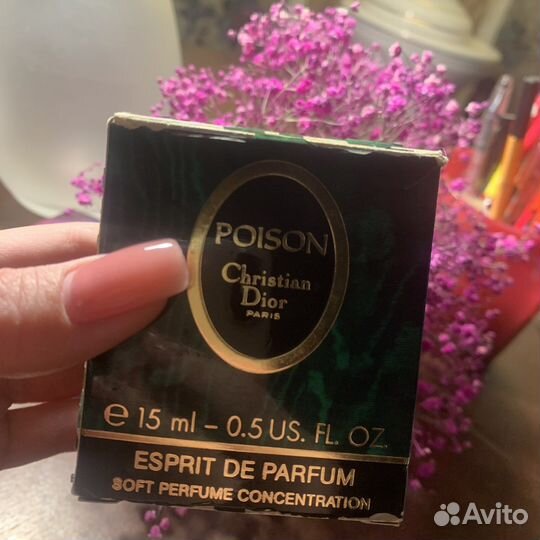 POISON
Christian
Dior
PARIS
e 15 ml – 0.5 US. FL. OZ.
ESPRIT DE PARFUM
SOFT PERFUME CONCENTRATION
Avito